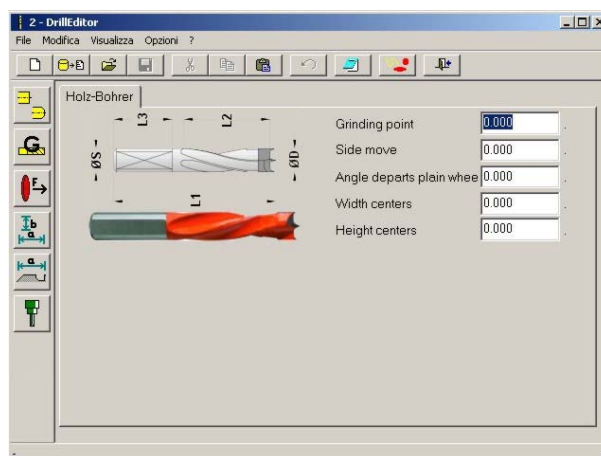 2 - DrillEditor
File Modifica Visualizza Opzioni ?
Holz-Bohrer
L3 L2
ØS ØD
L1
Grinding point 0.000
Side move 0.000
Angle departs plain whee 0.000
Width centers 0.000
Height centers 0.000
G
F
b
a
a